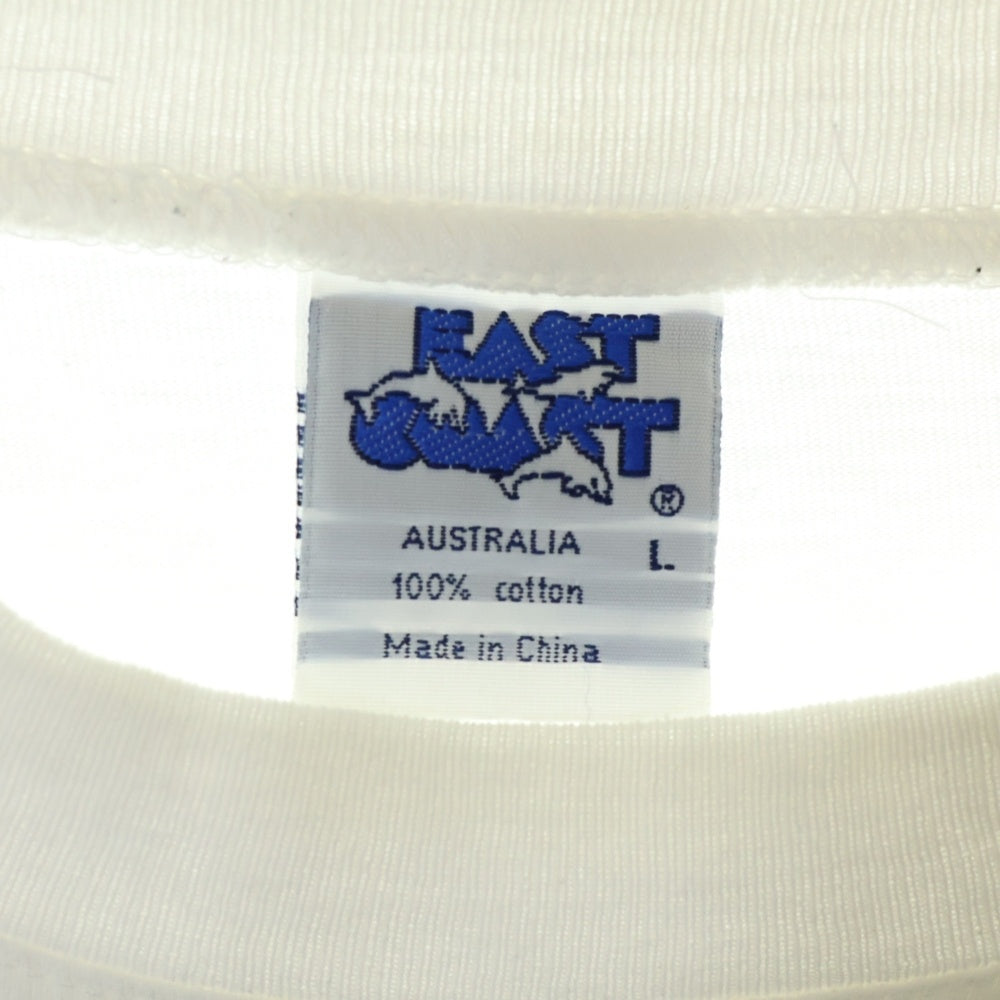 EAST
COAST
®
AUSTRALIA
L
100% cotton
Made in China